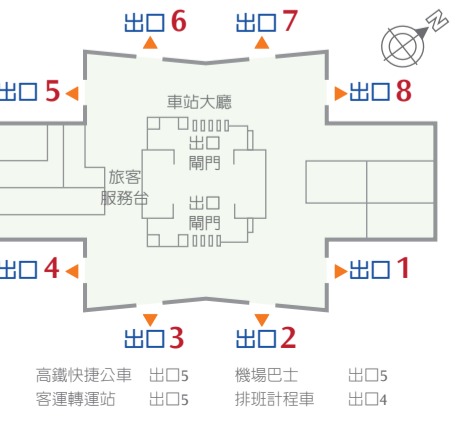 出口 6 出口 7
N
出口 5 出口 8
車站大廳
出口
閘門
旅客
服務台
出口
閘門
出口 4 出口 1
出口 3 出口 2
高鐵快捷公車 出口5 機場巴士 出口5
客運轉運站 出口5 排班計程車 出口4